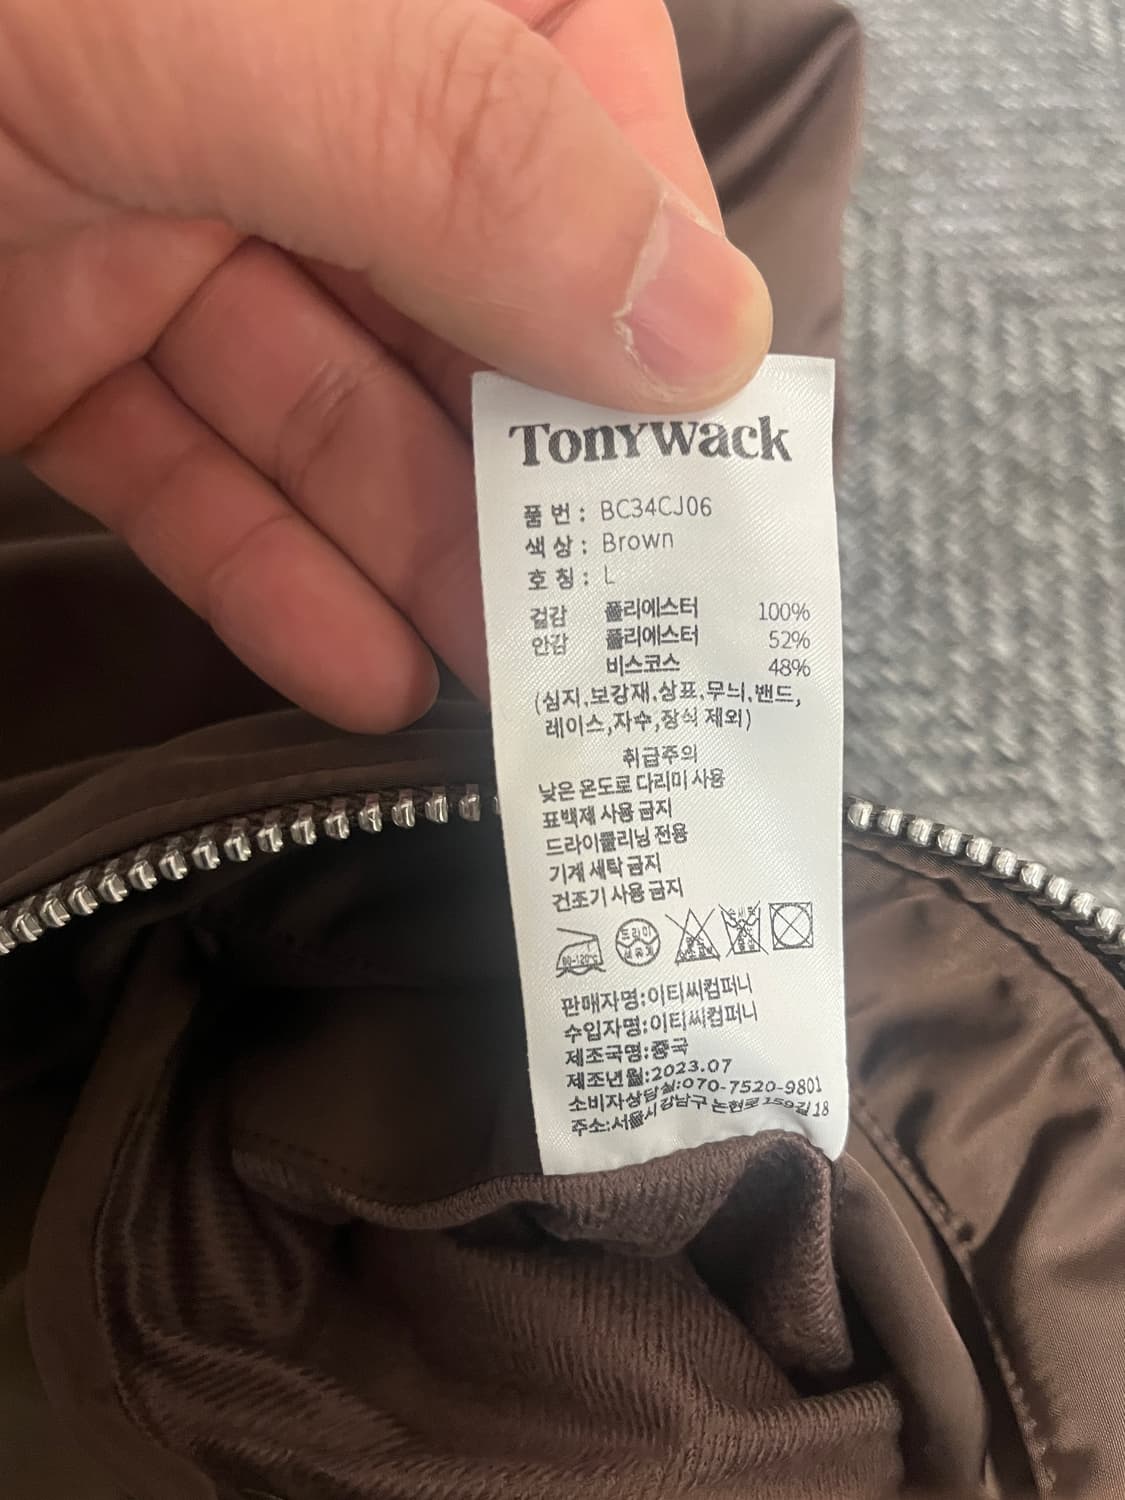 TonyWack
품 번 : BC34CJ06
색 상 : Brown
호 칭 : L
겉감 폴리에스터 100%
안감 폴리에스터 52%
비스코스 48%
(심지,보강재,상표,무늬,밴드,
레이스,자수,장식 제외)
취급주의
낮은 온도로 다리미 사용
표백제 사용 금지
드라이클리닝 전용
기계 세탁 금지
건조기 사용 금지
80-120℃ 드라이
판매자명:이티씨컴퍼니
수입자명:이티씨컴퍼니
제조국명:중국
제조년월:2023.07
소비자상담실:070-7520-9801
주소:서울시 강남구 논현로 159길 18